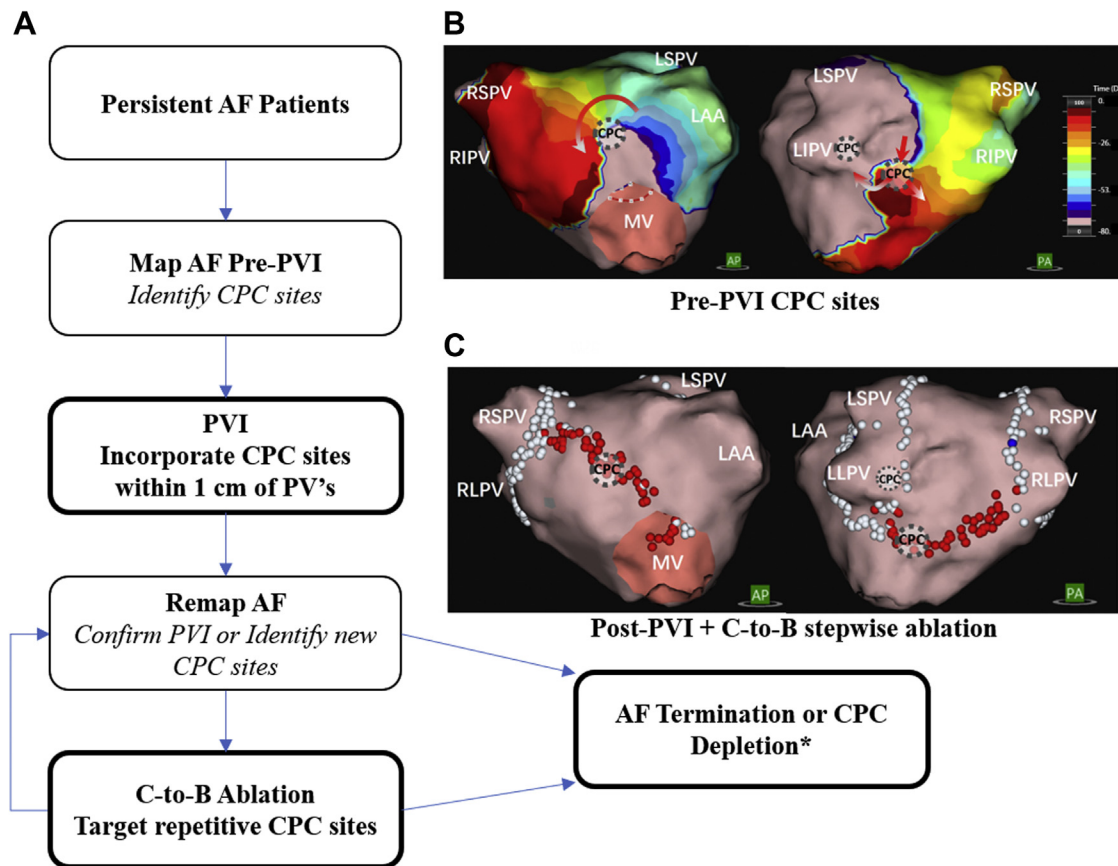 A
Persistent AF Patients
Map AF Pre-PVI
Identify CPC sites
PVI
Incorporate CPC sites
within 1 cm of PV's
Remap AF
Confirm PVI or Identify new
CPC sites
C-to-B Ablation
Target repetitive CPC sites
AF Termination or CPC
Depletion*
B
LSPV
RSPV
LAA
CPC
RIPV
MV
AP
LSPV
RSPV
LIPV
CPC
RIPV
CPC
PA
Time (D
100
0.
-26.
-53.
0
-80.
Pre-PVI CPC sites
C
LSPV
RSPV
LAA
CPC
RLPV
MV
AP
LSPV
RSPV
LAA
LLPV
CPC
RLPV
CPC
PA
Post-PVI + C-to-B stepwise ablation